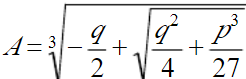 A = ∛(-q/2 + √(q²/4 + p³/27))